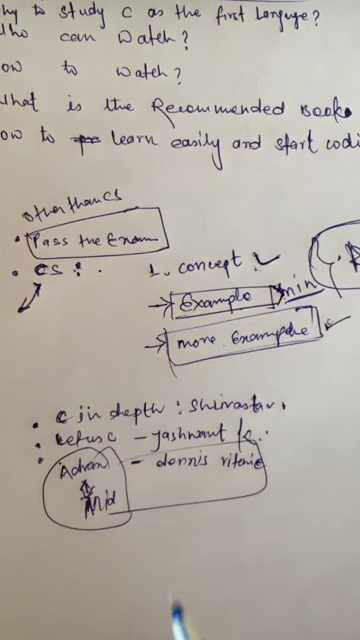 hy to study C as the first Languge?
ho can watch?
ow to watch?
hat is the Recommended Book
ow to learn easily and start codi
other than CS
• Pass the Exam
• CS :
1. concept ✓
→ Example min
→ more Example ✓
• C in depth : Shrivastav.
• Let us C - Yashwant
• Advan - dennis ritchie
Mid